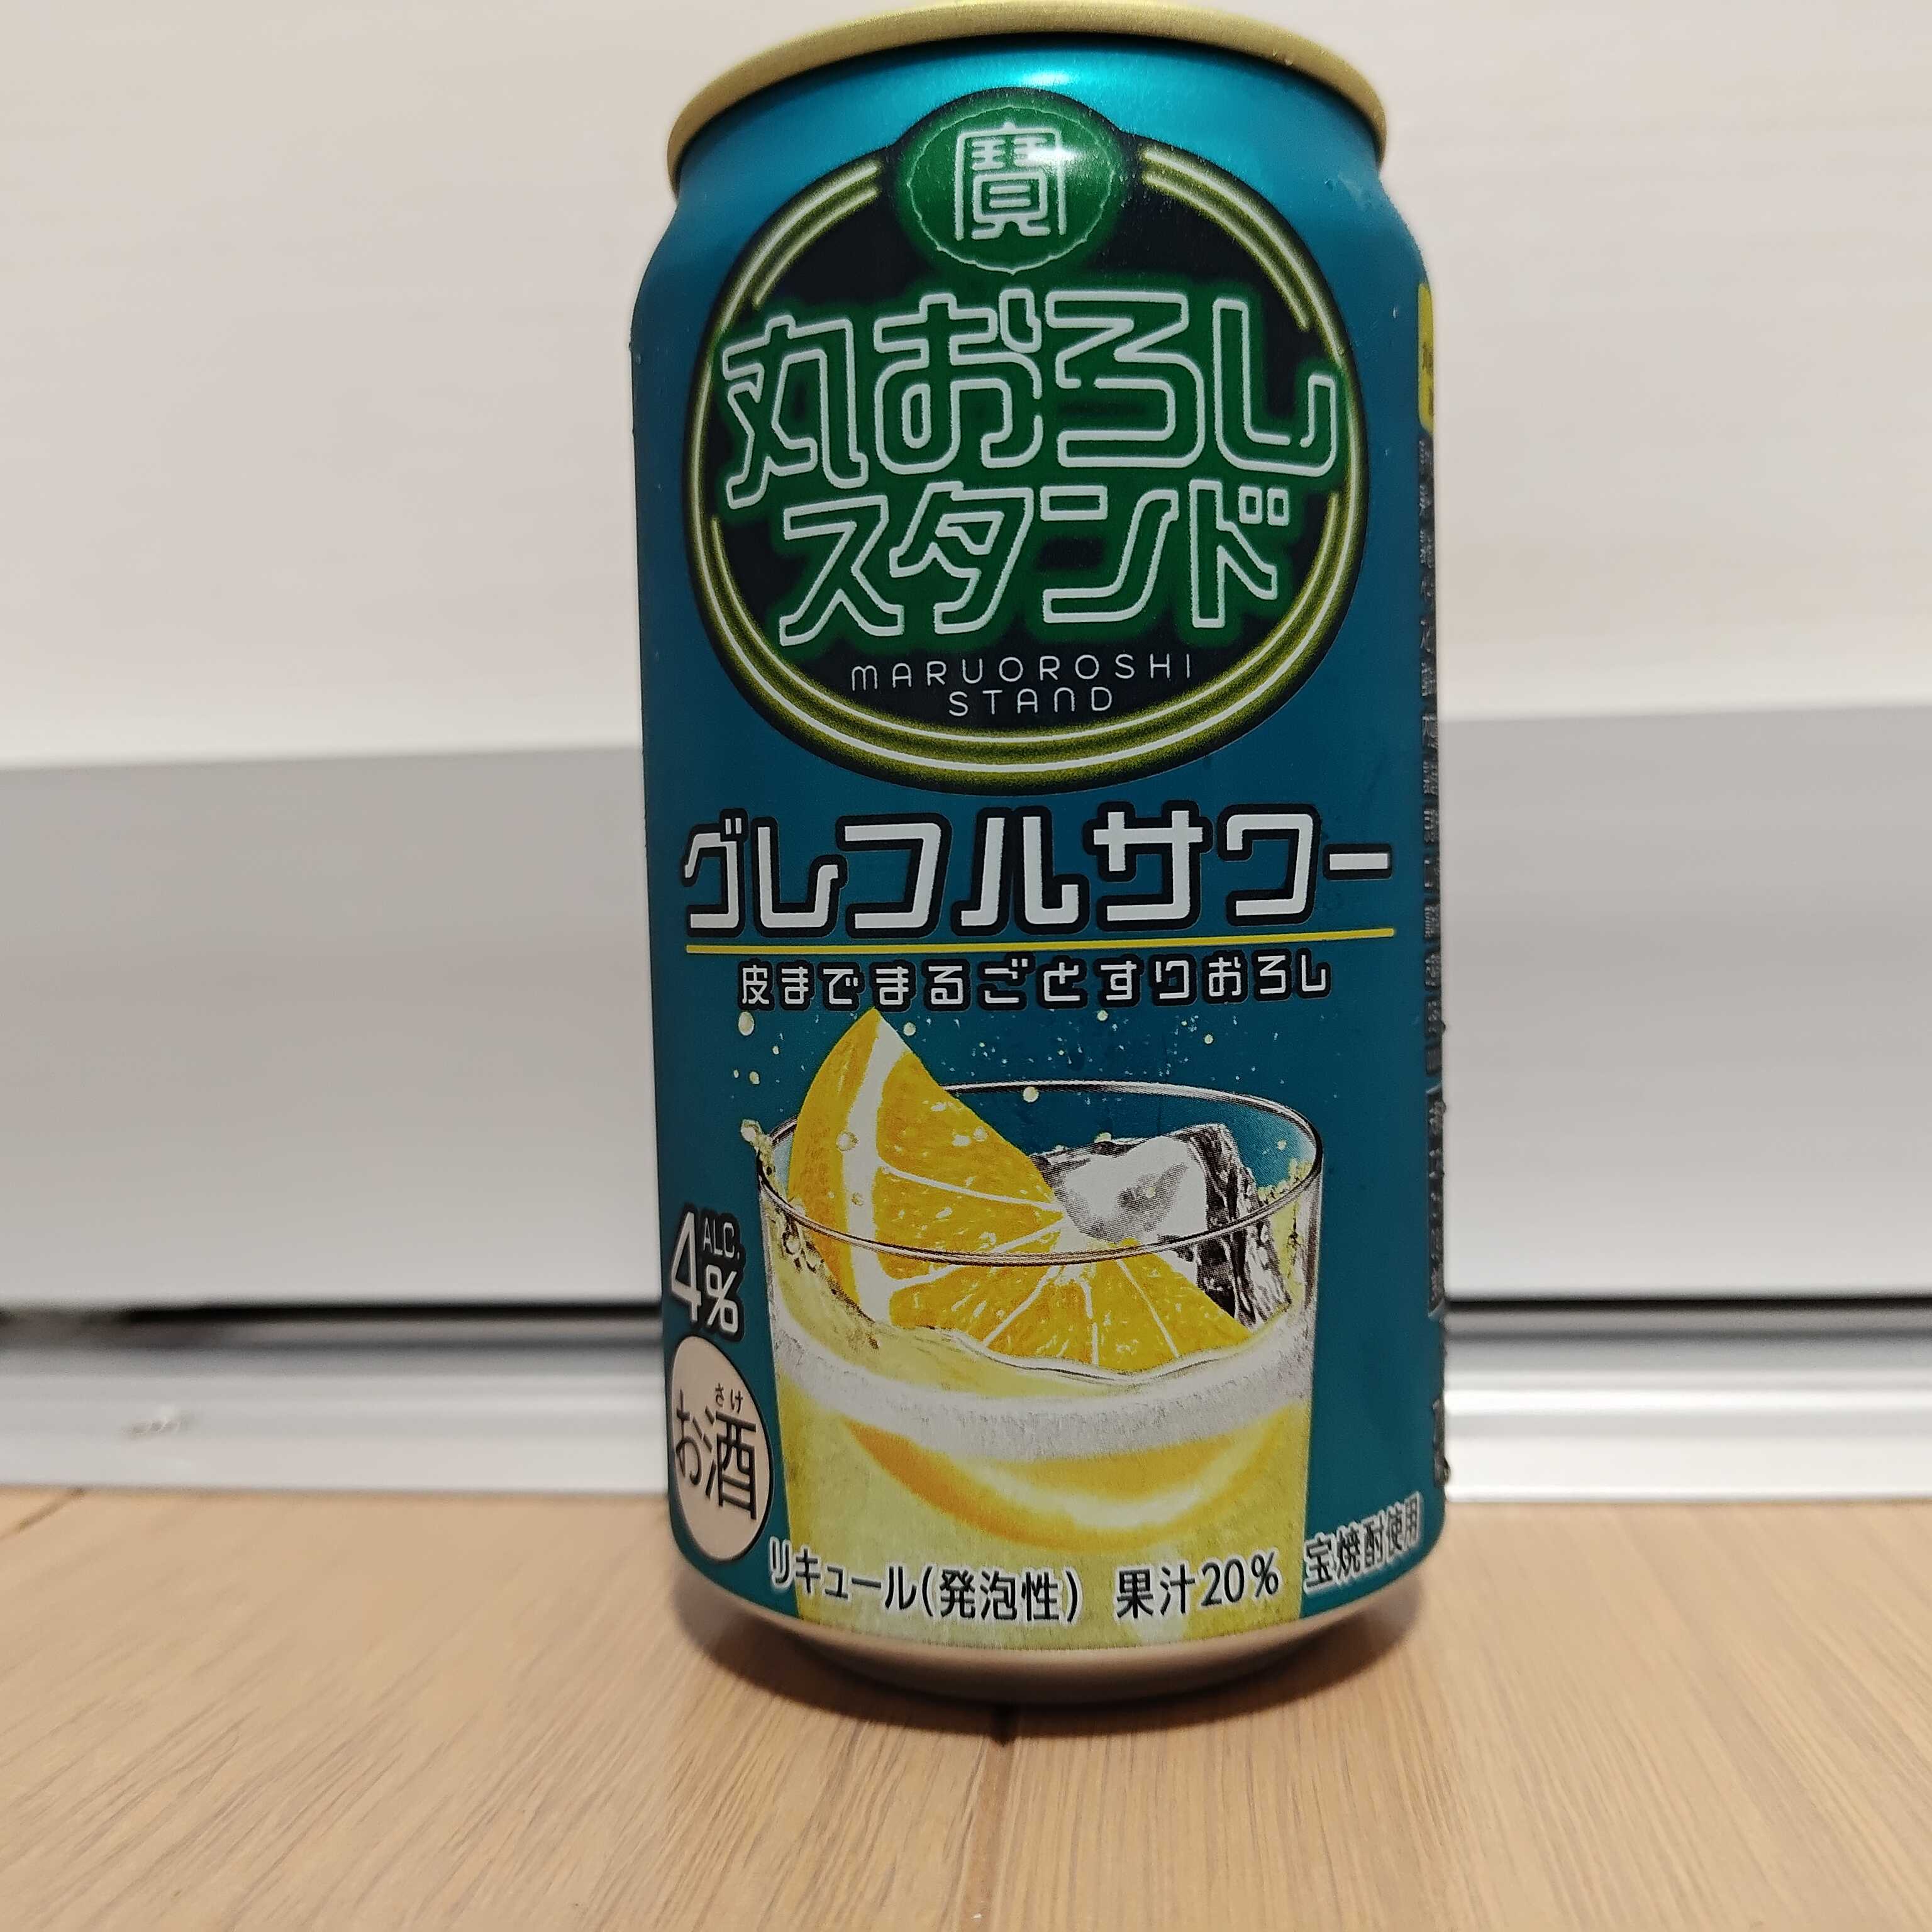 寶
丸おろし
スタンド
MARUOROSHI
STAND
グレフルサワー
皮までまるごとすりおろし
ALC.
4%
さけ
お酒
リキュール(発泡性) 果汁20% 宝焼酎使用